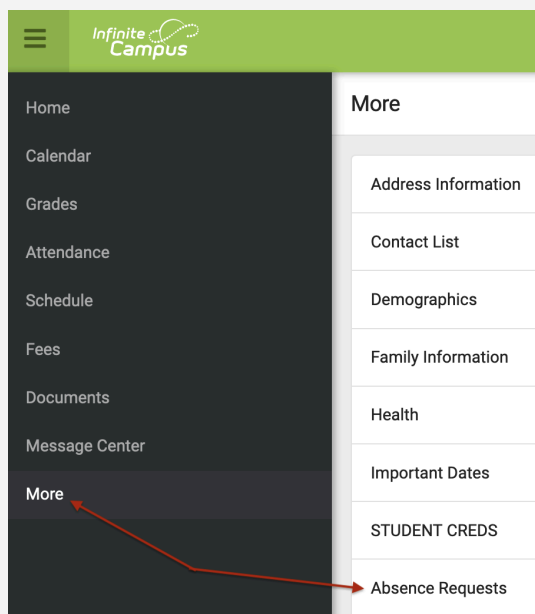 Infinite
Campus
Home
Calendar
Grades
Attendance
Schedule
Fees
Documents
Message Center
More
More
Address Information
Contact List
Demographics
Family Information
Health
Important Dates
STUDENT CREDS
Absence Requests